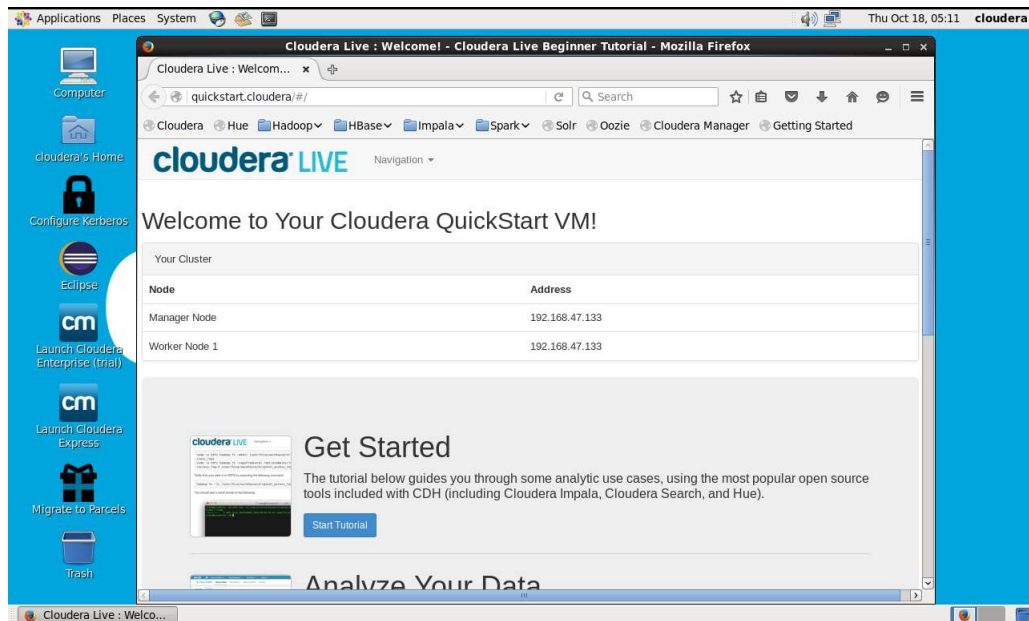 Applications Places System
Thu Oct 18, 05:11 cloudera
Computer
cloudera's Home
Configure Kerberos
Eclipse
cm
Launch Cloudera
Enterprise (trial)
cm
Launch Cloudera
Express
Migrate to Parcels
Trash
Cloudera Live : Welcome! - Cloudera Live Beginner Tutorial - Mozilla Firefox
Cloudera Live : Welcom...
quickstart.cloudera/#/
Search
Cloudera Hue Hadoop HBase Impala Spark Solr Oozie Cloudera Manager Getting Started
cloudera LIVE Navigation
Welcome to Your Cloudera QuickStart VM!
Your Cluster
Node Address
Manager Node 192.168.47.133
Worker Node 1 192.168.47.133
cloudera LIVE
Get Started
The tutorial below guides you through some analytic use cases, using the most popular open source
tools included with CDH (including Cloudera Impala, Cloudera Search, and Hue).
Start Tutorial
Analyze Your Data
Cloudera Live : Welco...